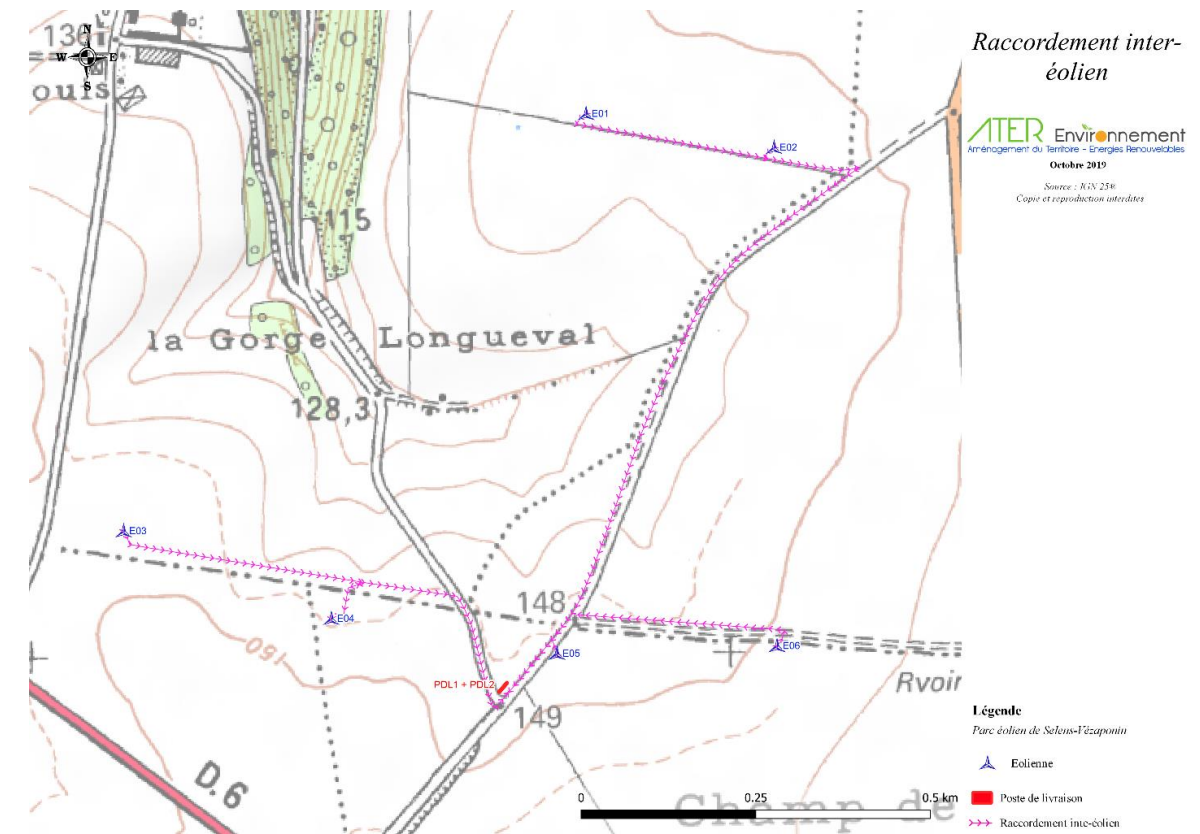 Raccordement inter-
éolien
ATER Environnement
Aménagement du Territoire - Energies Renouvelables
Octobre 2019
Source : IGN 25®
Copie et reproduction interdites
N
W E
S
ouis
E01
E02
115
la Gorge
Longueval
128,3
E03
E04
148
E05
E06
150
PDL1 + PDL2
149
Rvoir
D.6
Champ de
0 0.25 0.5 km
Légende
Parc éolien de Selens-Vézaponin
Eolienne
Poste de livraison
Raccordement inte-éolien